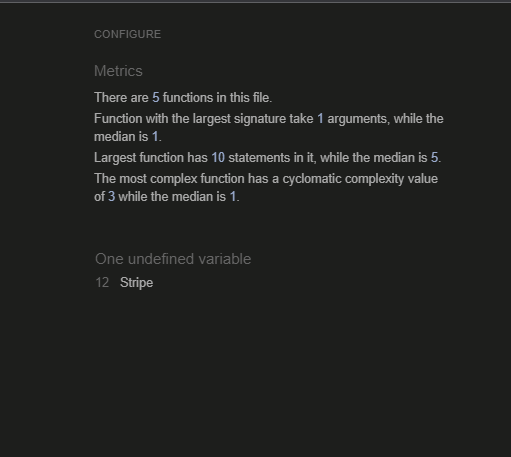 CONFIGURE
Metrics
There are 5 functions in this file.
Function with the largest signature take 1 arguments, while the
median is 1.
Largest function has 10 statements in it, while the median is 5.
The most complex function has a cyclomatic complexity value
of 3 while the median is 1.
One undefined variable
12 Stripe